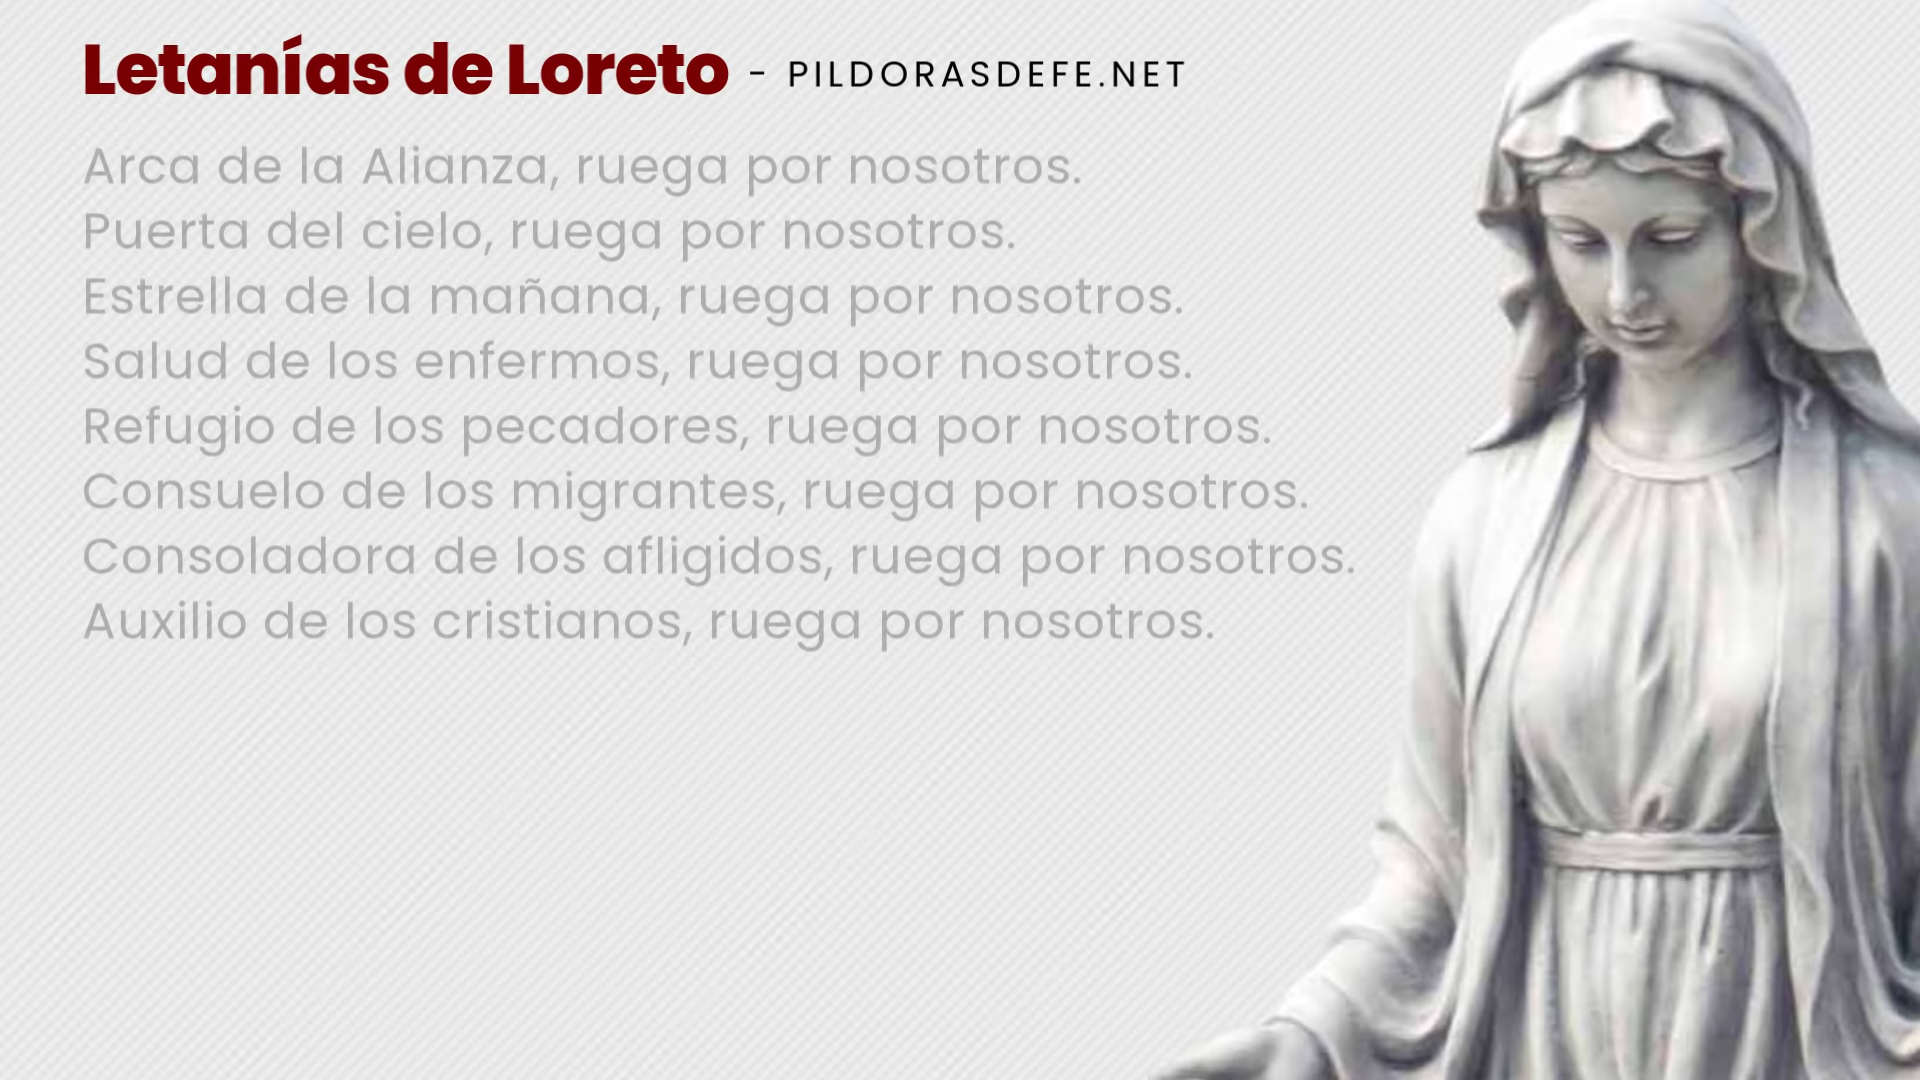 Letanías de Loreto - PILDORASDEFE.NET
Arca de la Alianza, ruega por nosotros.
Puerta del cielo, ruega por nosotros.
Estrella de la mañana, ruega por nosotros.
Salud de los enfermos, ruega por nosotros.
Refugio de los pecadores, ruega por nosotros.
Consuelo de los migrantes, ruega por nosotros.
Consoladora de los afligidos, ruega por nosotros.
Auxilio de los cristianos, ruega por nosotros.